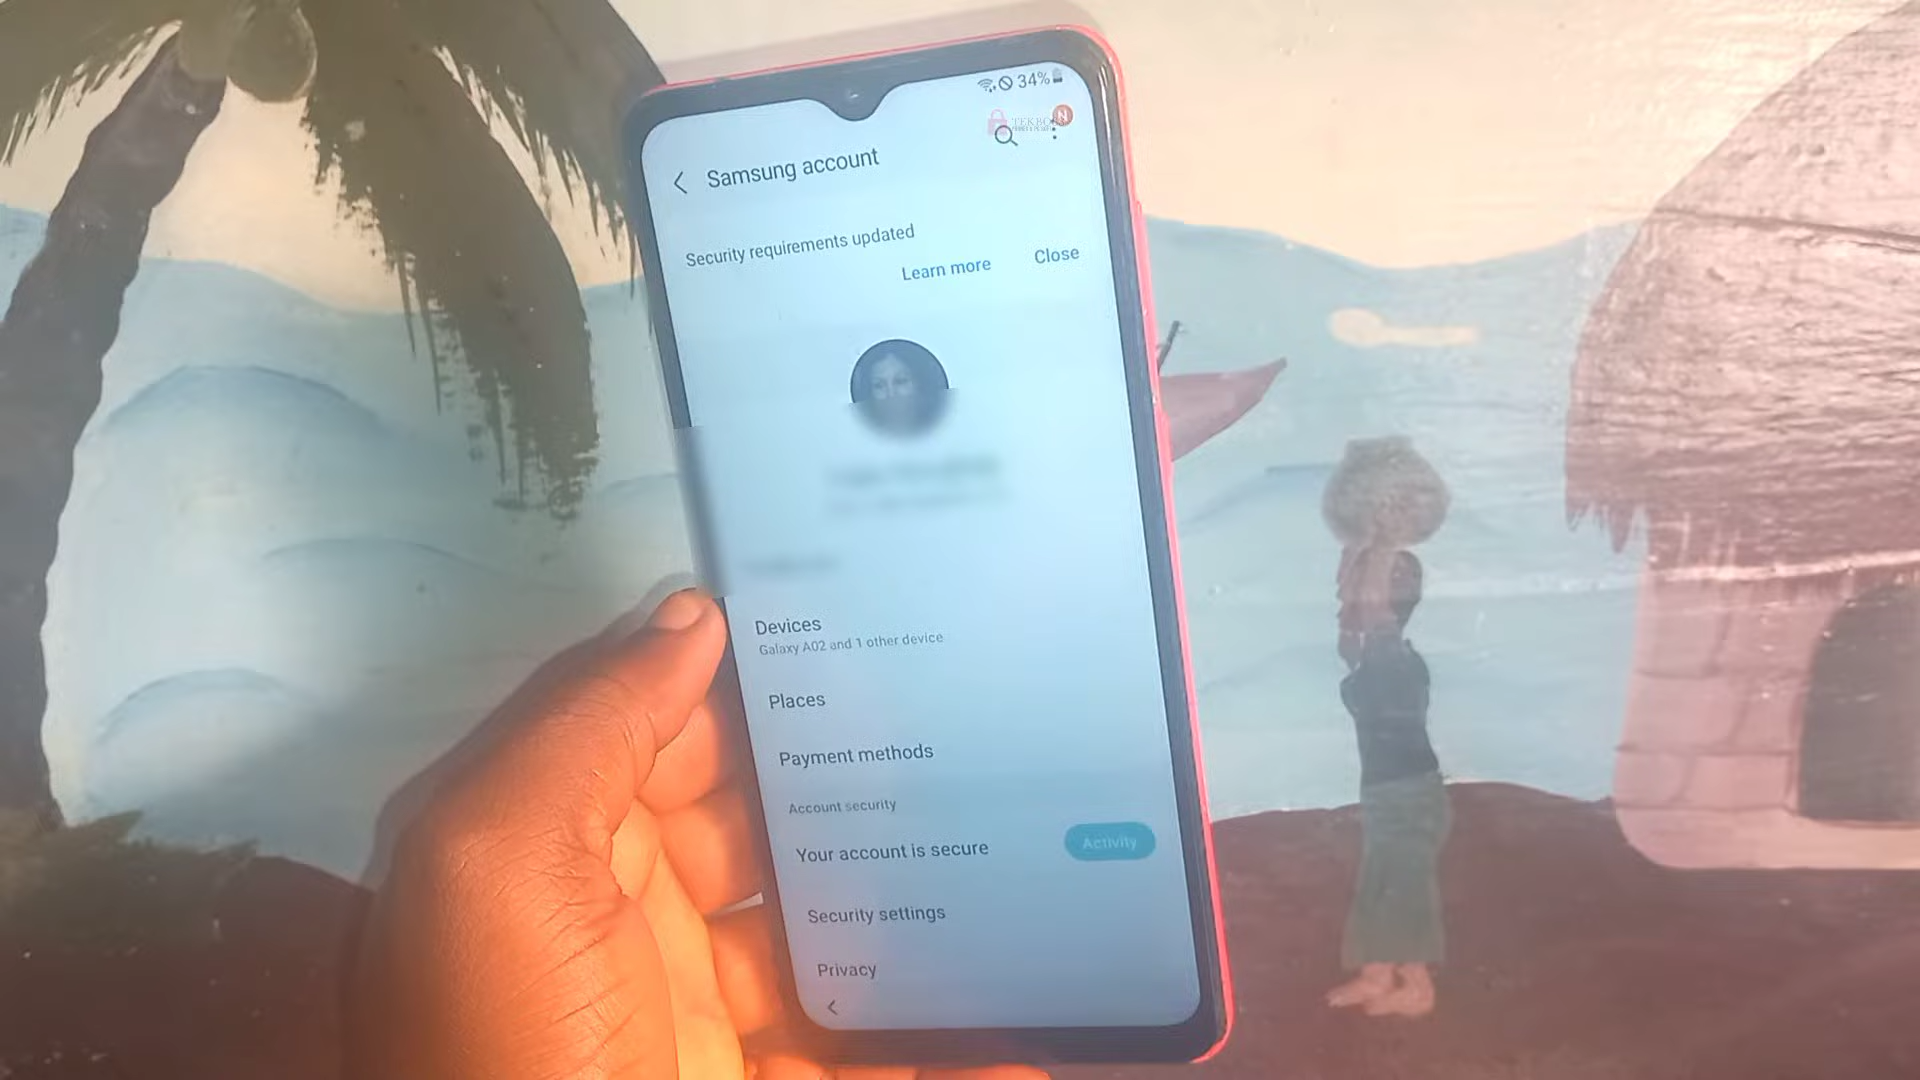 34%
N
Samsung account
Security requirements updated
Learn more
Close
Devices
Galaxy A02 and 1 other device
Places
Payment methods
Account security
Your account is secure
Activity
Security settings
Privacy